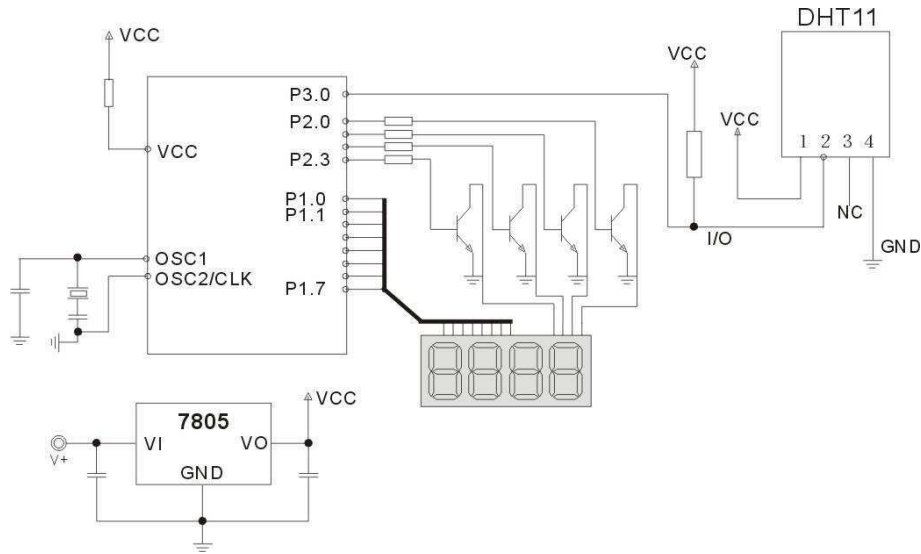 DHT11
VCC
VCC
P3.0
P2.0
P2.3
VCC
P1.0
P1.1
VCC
1 2 3 4
NC
I/O
GND
OSC1
OSC2/CLK
P1.7
7805
VCC
VI
VO
V+
GND